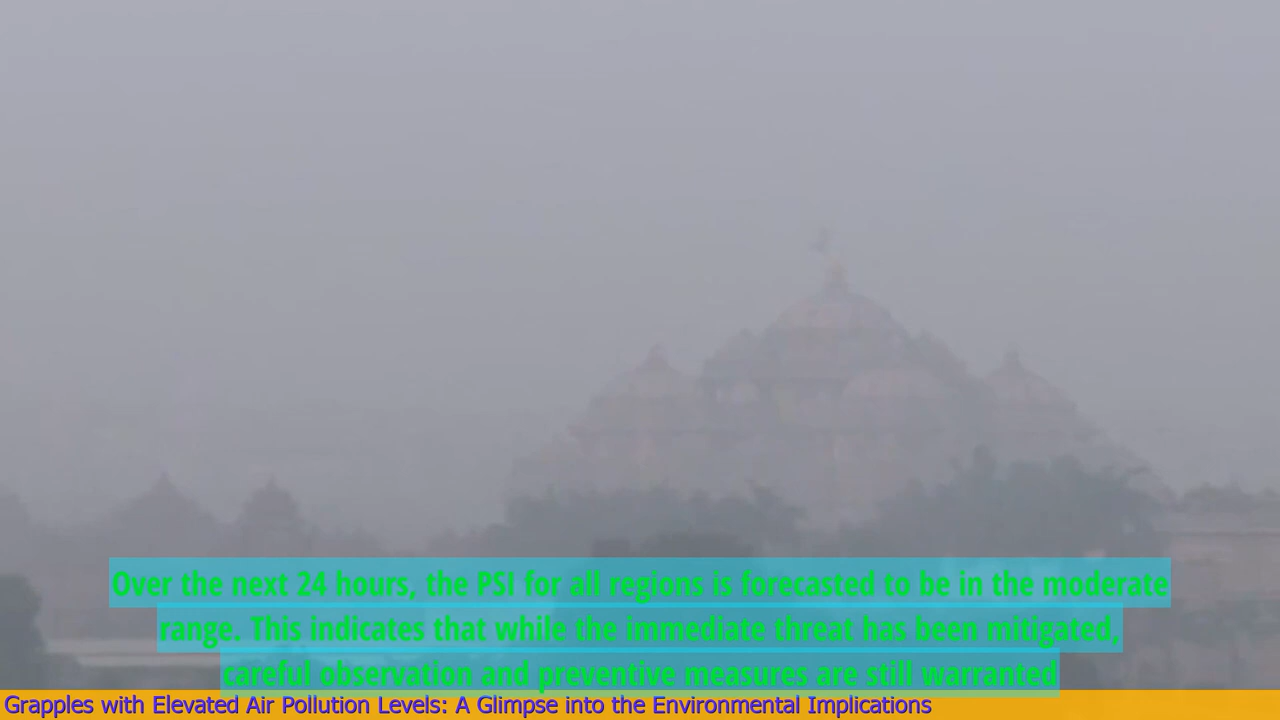 Over the next 24 hours, the PSI for all regions is forecasted to be in the moderate
range. This indicates that while the immediate threat has been mitigated,
careful observation and preventive measures are still warranted
Grapples with Elevated Air Pollution Levels: A Glimpse into the Environmental Implications